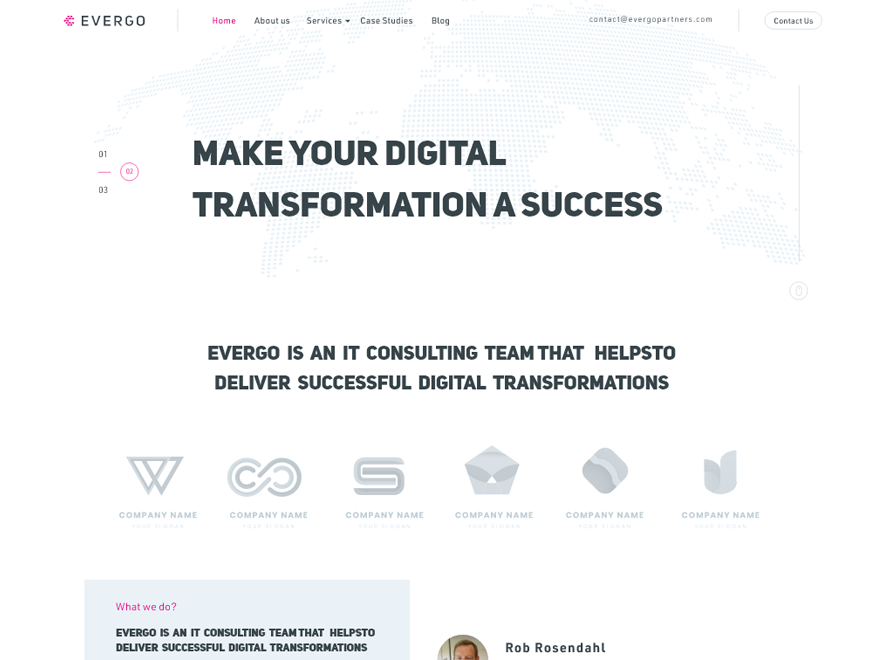 EVERGO
Home About us Services Case Studies Blog
contact@evergopartners.com
Contact Us
01
02
03
MAKE YOUR DIGITAL
TRANSFORMATION A SUCCESS
EVERGO IS AN IT CONSULTING TEAM THAT HELPSTO
DELIVER SUCCESSFUL DIGITAL TRANSFORMATIONS
COMPANY NAME COMPANY NAME COMPANY NAME COMPANY NAME COMPANY NAME COMPANY NAME
YOUR SLOGAN YOUR SLOGAN YOUR SLOGAN YOUR SLOGAN YOUR SLOGAN YOUR SLOGAN
What we do?
EVERGO IS AN IT CONSULTING TEAM THAT HELPSTO
DELIVER SUCCESSFUL DIGITAL TRANSFORMATIONS
Rob Rosendahl